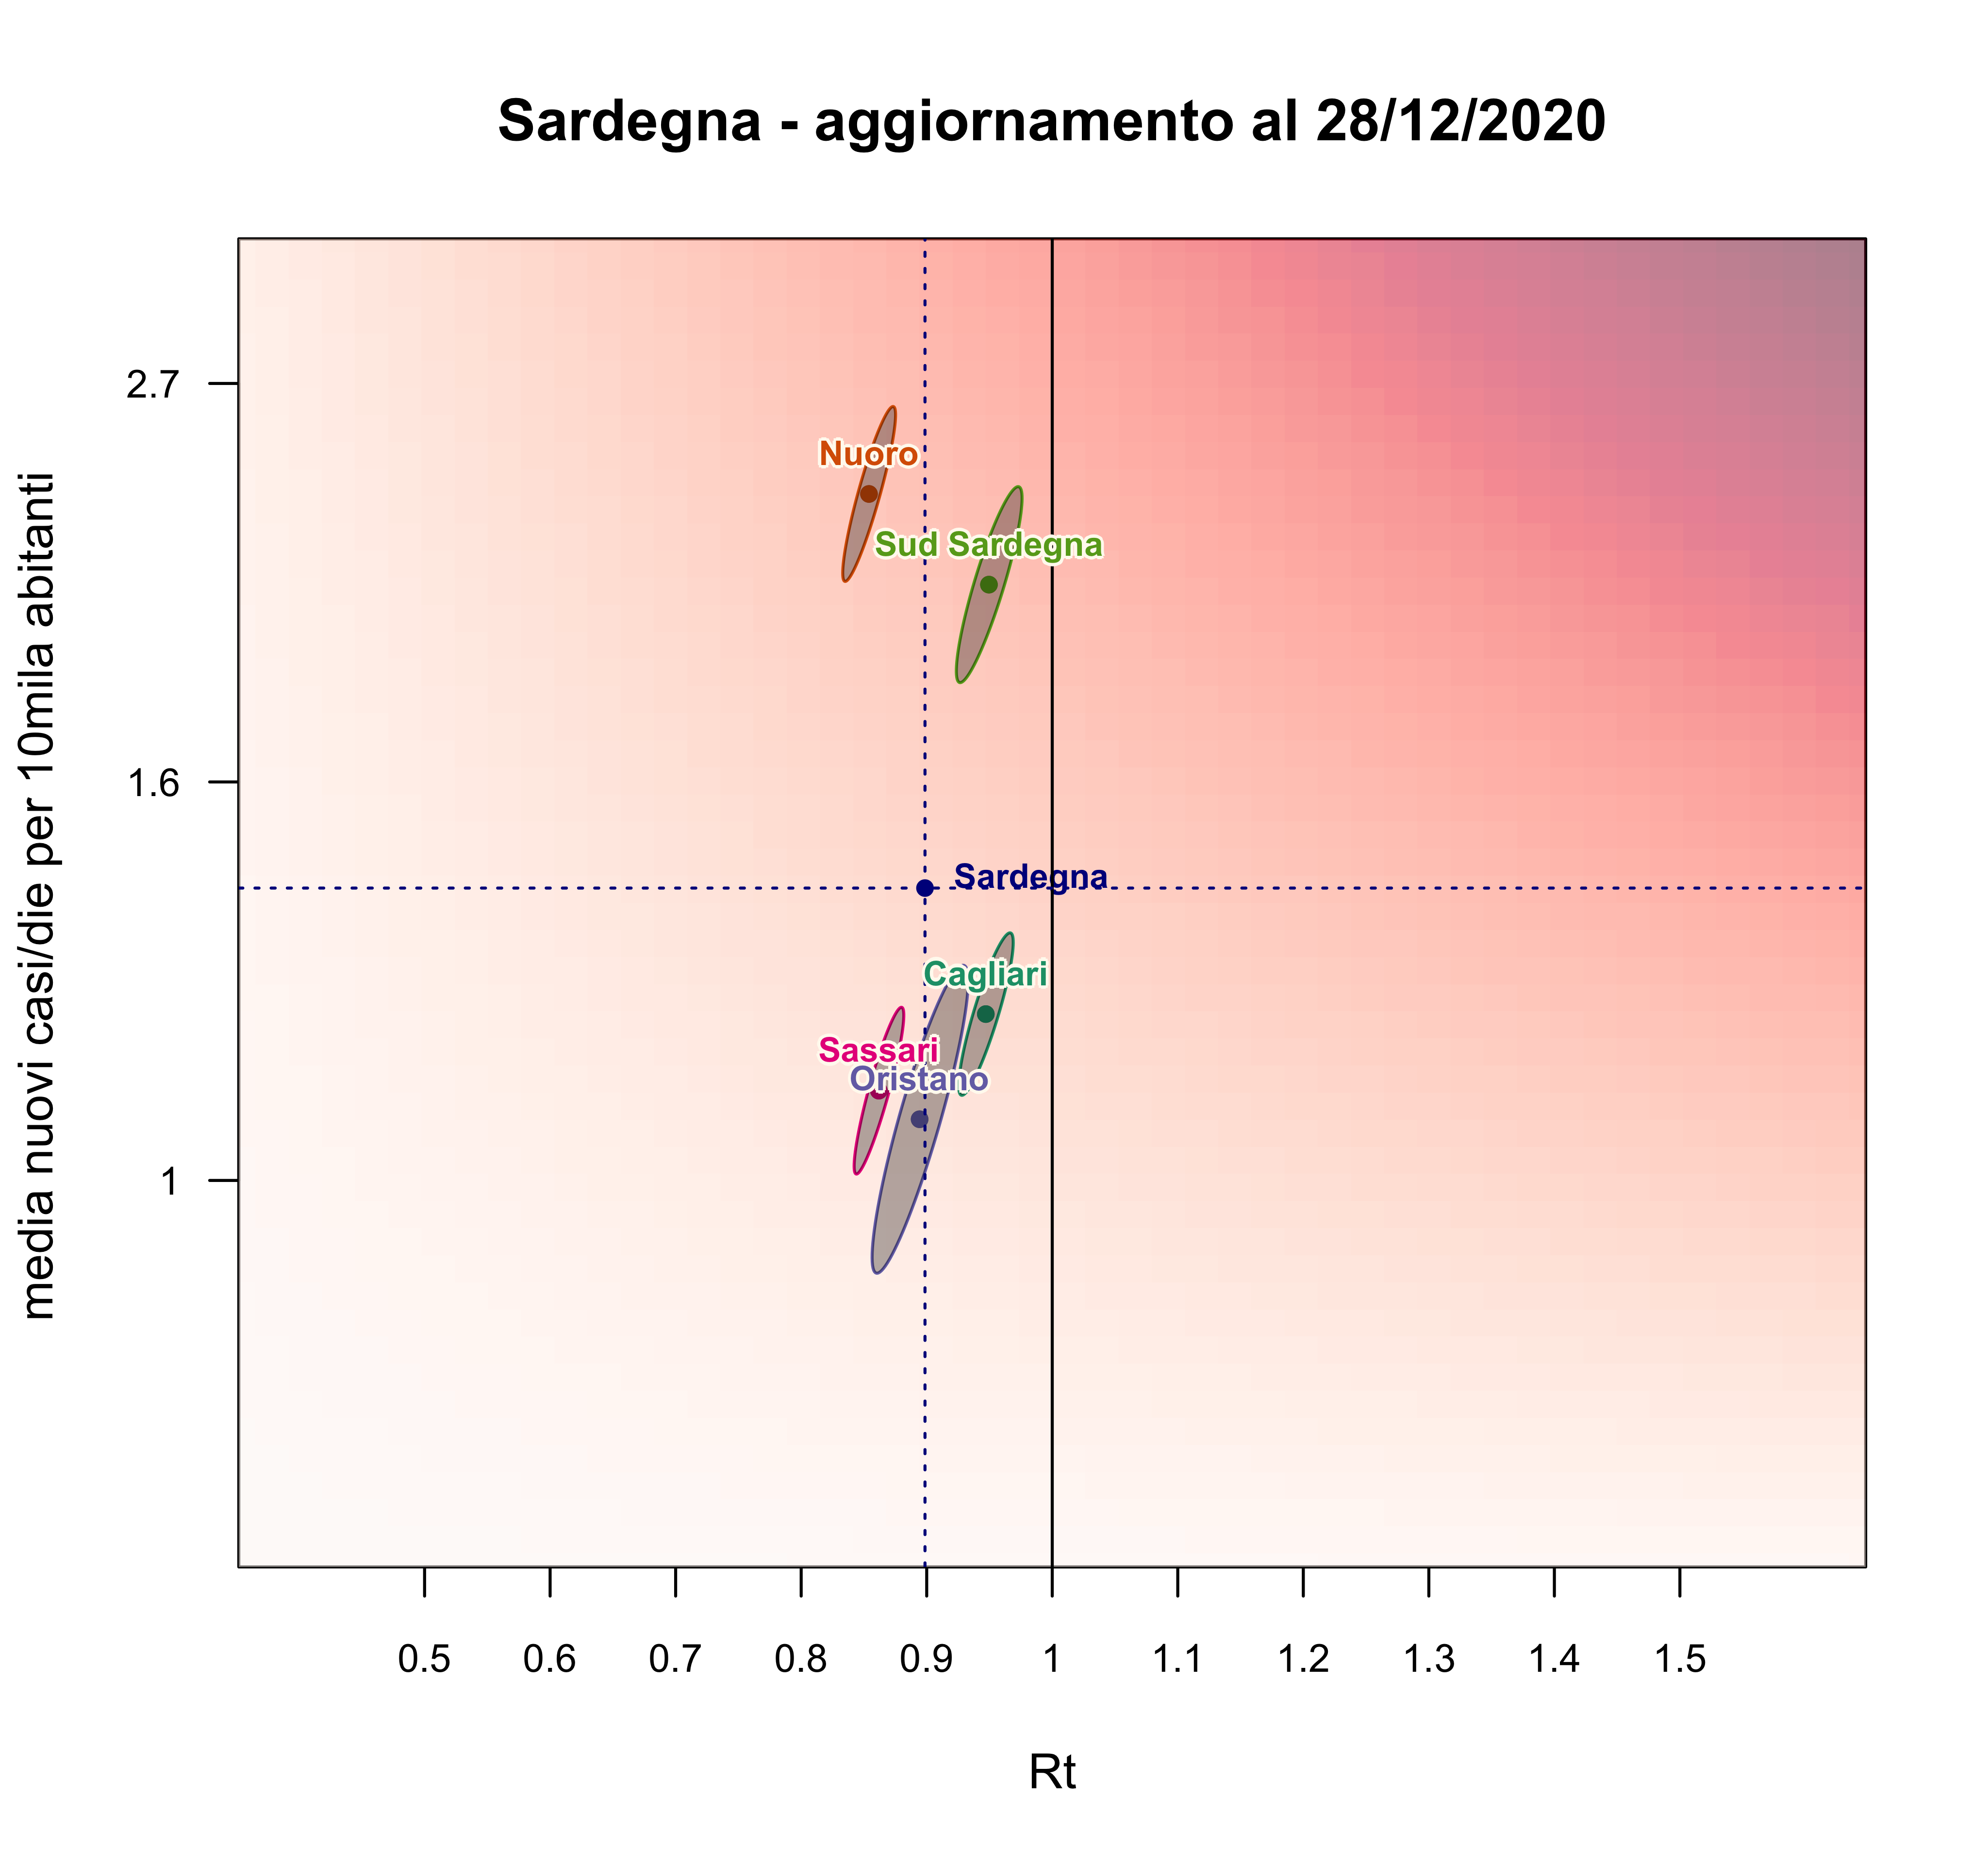 Sardegna - aggiornamento al 28/12/2020
media nuovi casi/die per 10mila abitanti
2.7
1.6
1
Nuoro
Sud Sardegna
Sardegna
Cagliari
Sassari
Oristano
0.5 0.6 0.7 0.8 0.9 1 1.1 1.2 1.3 1.4 1.5
Rt